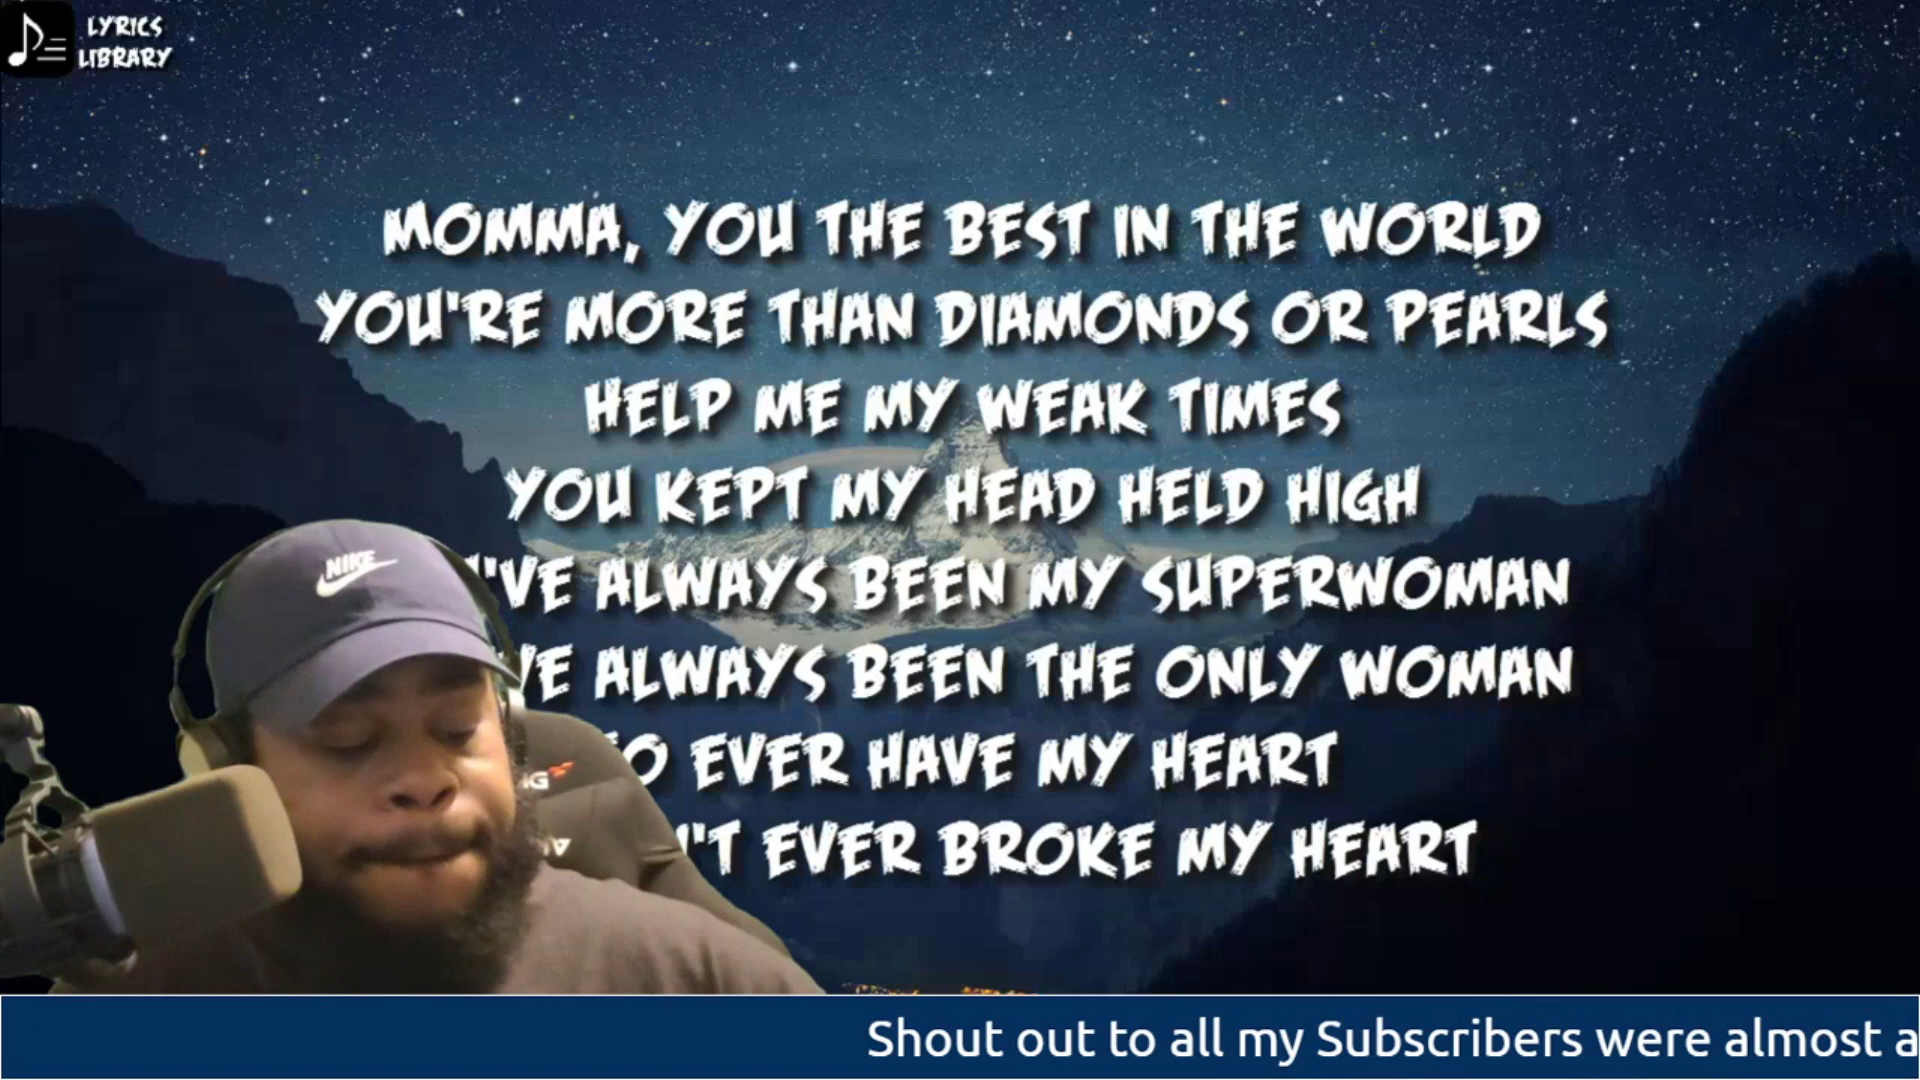 LYRICS
LIBRARY
MOMMA, YOU THE BEST IN THE WORLD
YOU'RE MORE THAN DIAMONDS OR PEARLS
HELP ME MY WEAK TIMES
YOU KEPT MY HEAD HELD HIGH
'VE ALWAYS BEEN MY SUPERWOMAN
'VE ALWAYS BEEN THE ONLY WOMAN
EVER HAVE MY HEART
'T EVER BROKE MY HEART
NIKE
Shout out to all my Subscribers were almost a